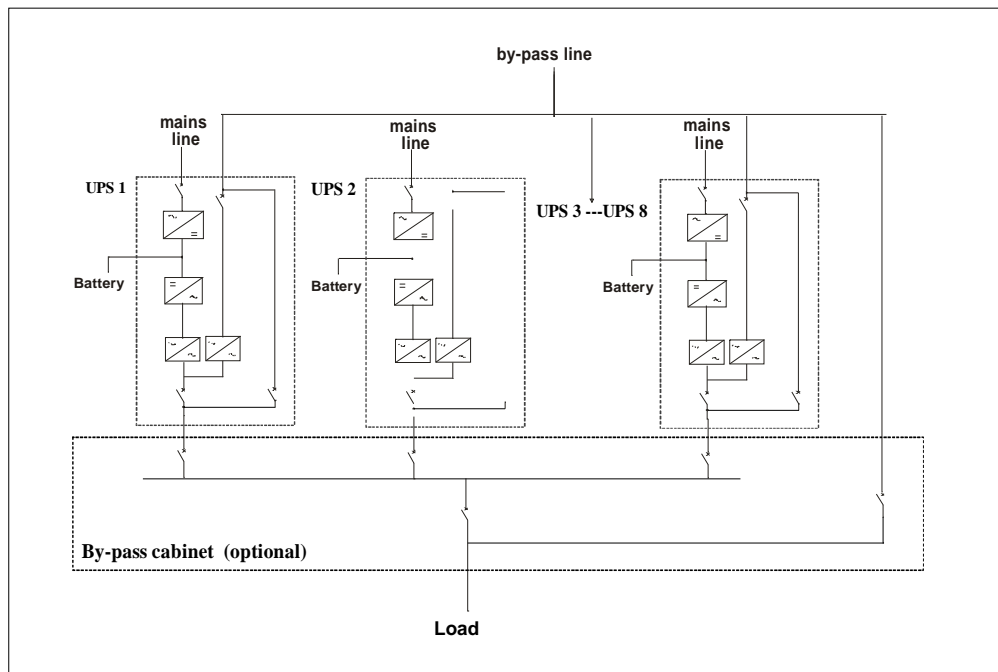 by-pass line
mains
line
mains
line
mains
line
UPS 1
UPS 2
UPS 3 ---UPS 8
Battery
Battery
Battery
By-pass cabinet (optional)
Load